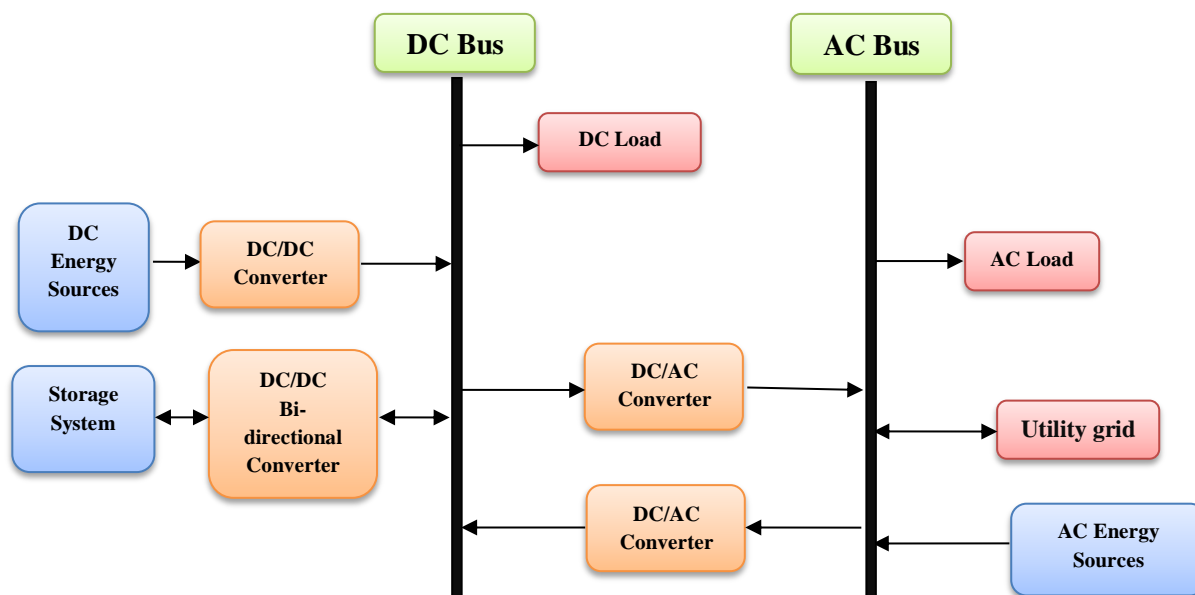 DC Bus
AC Bus
DC Load
DC
Energy
Sources
DC/DC
Converter
AC Load
Storage
System
DC/DC
Bi-
directional
Converter
DC/AC
Converter
Utility grid
DC/AC
Converter
AC Energy
Sources